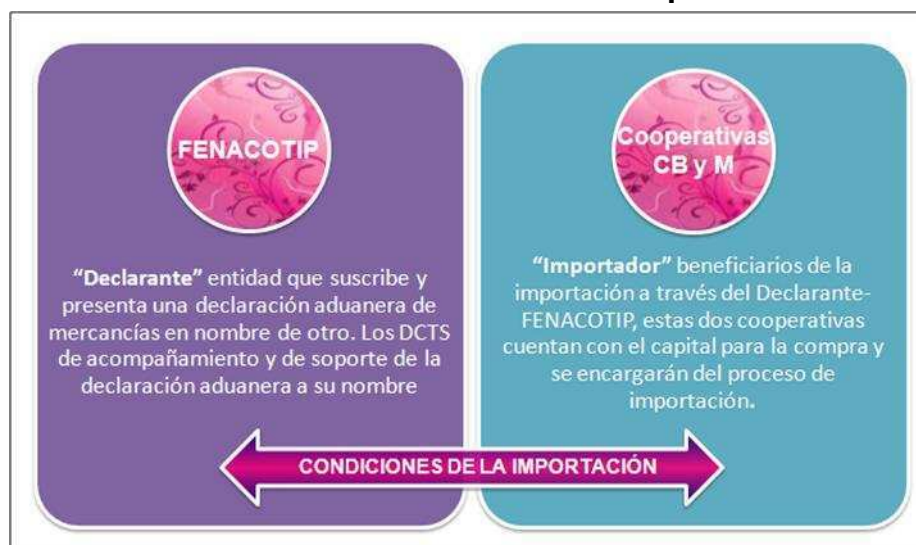 FENACOTIP
"Declarante" entidad que suscribe y
presenta una declaración aduanera de
mercancías en nombre de otro. Los DCTS
de acompañamiento y de soporte de la
declaración aduanera a su nombre
Cooperativas
CB y M
"Importador" beneficiarios de la
importación a través del Declarante-
FENACOTIP, estas dos cooperativas
cuentan con el capital para la compra y
se encargarán del proceso de
importación.
CONDICIONES DE LA IMPORTACIÓN